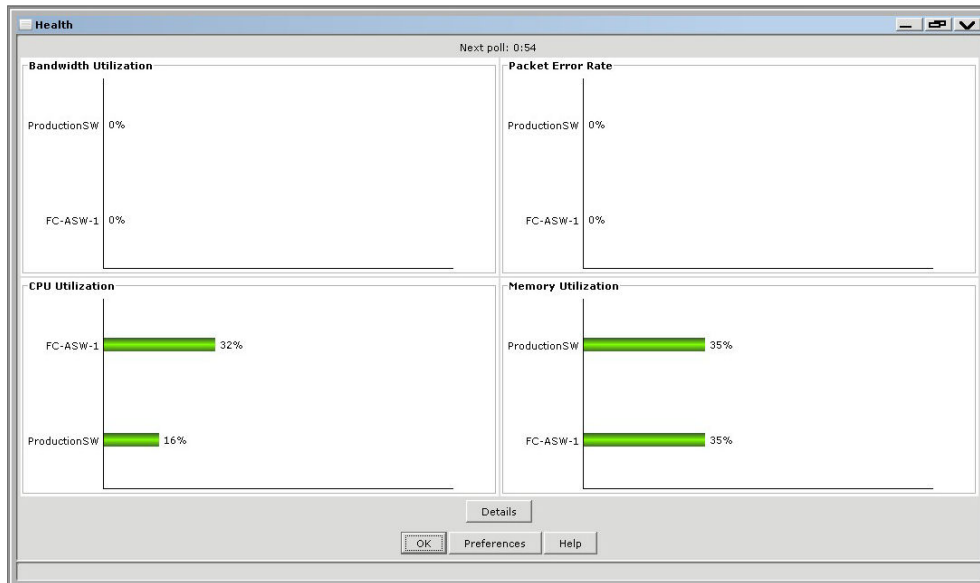 Health
Next poll: 0:54
Bandwidth Utilization
ProductionSW 0%
FC-ASW-1 0%
Packet Error Rate
ProductionSW 0%
FC-ASW-1 0%
CPU Utilization
FC-ASW-1 32%
ProductionSW 16%
Memory Utilization
ProductionSW 35%
FC-ASW-1 35%
Details
OK Preferences Help